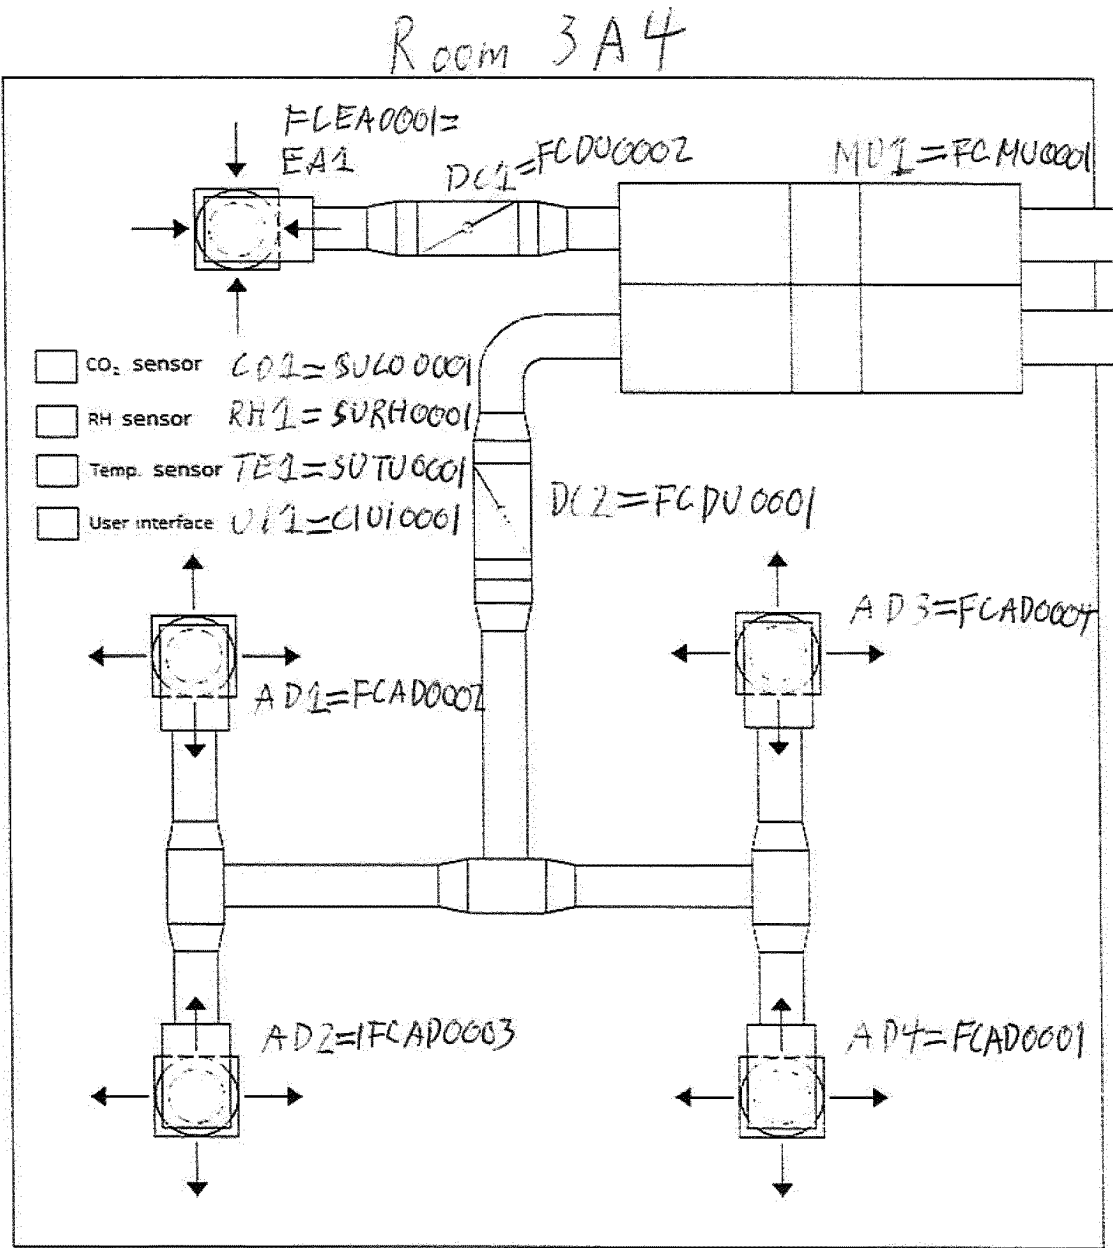 Room 3A4
FCEA0001=
EA1
DC1=FCDU0002
MU1=FCMU0001
CO₂ sensor CO1=SUCO0001
RH sensor RH1=SURH0001
Temp. sensor TE1=SUTU0001
User interface UI1=CIUI0001
DC2=FCDU0001
AD3=FCAD0004
AD1=FCAD0002
AD2=FCAD0003
AD4=FCAD0001